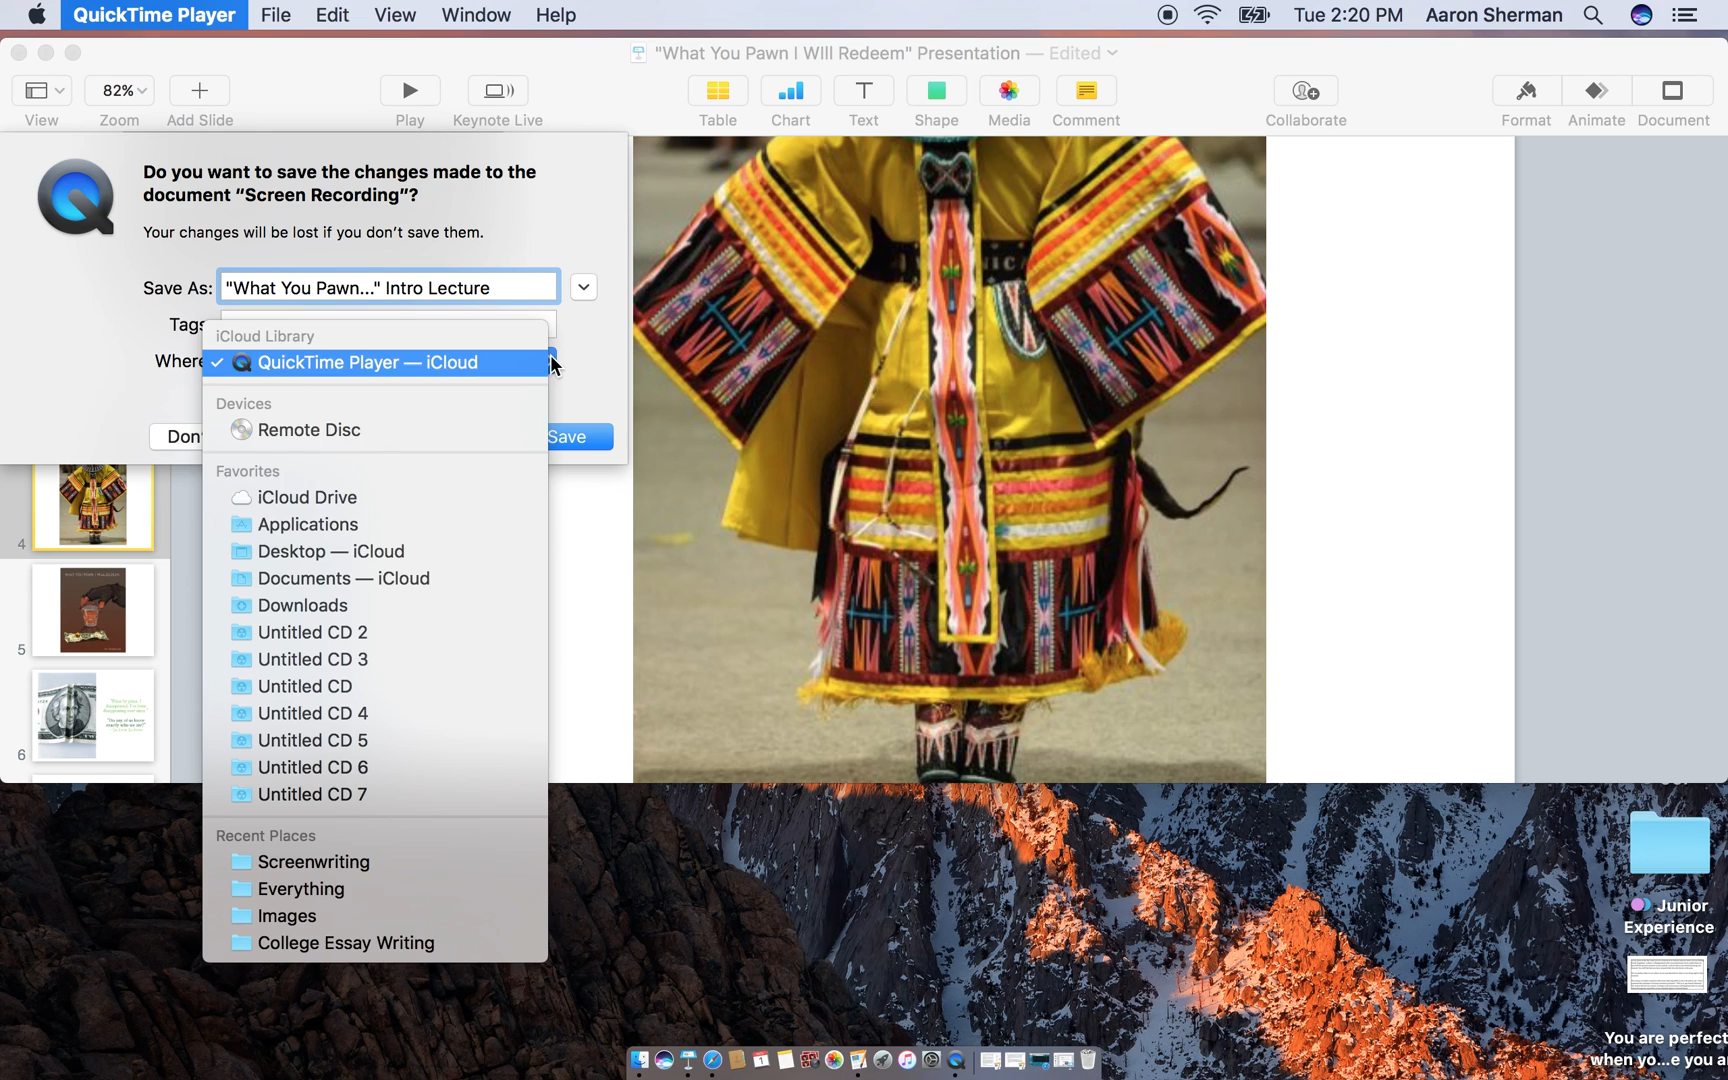 QuickTime Player File Edit View Window Help Tue 2:20 PM Aaron Sherman
"What You Pawn I WIll Redeem" Presentation — Edited
82%
View Zoom Add Slide Play Keynote Live Table Chart Text Shape Media Comment Collaborate Format Animate Document
Do you want to save the changes made to the
document “Screen Recording”?
Your changes will be lost if you don’t save them.
Save As: "What You Pawn..." Intro Lecture
Tags
Where
iCloud Library
QuickTime Player — iCloud
Devices
Remote Disc
Don
Save
Favorites
iCloud Drive
Applications
Desktop — iCloud
Documents — iCloud
Downloads
Untitled CD 2
Untitled CD 3
Untitled CD
Untitled CD 4
Untitled CD 5
Untitled CD 6
Untitled CD 7
Recent Places
Screenwriting
Everything
Images
College Essay Writing
4
5
6
Junior
Experience
You are perfect
when yo...e you a